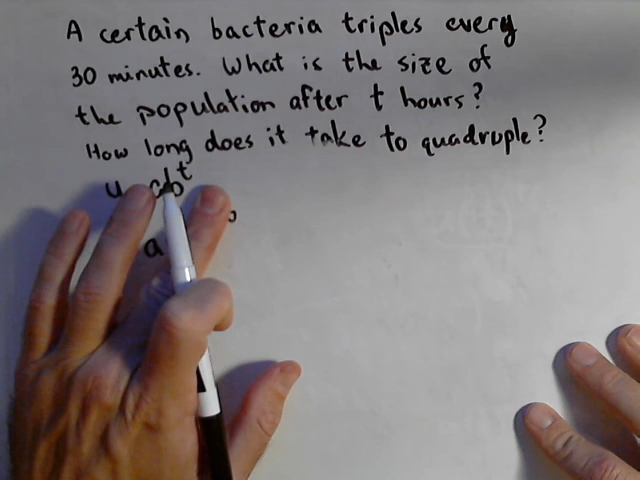 A certain bacteria triples every
30 minutes. What is the size of
the population after t hours?
How long does it take to quadruple?
y ab^t
a